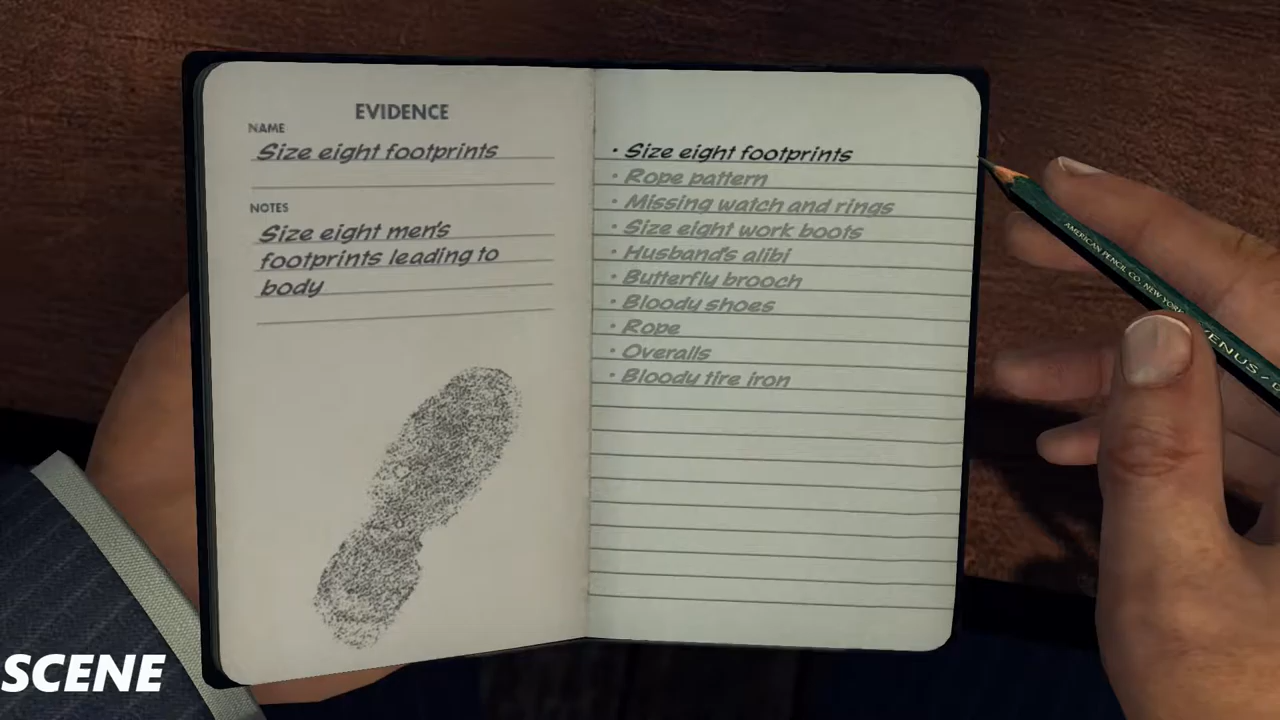 EVIDENCE
NAME
Size eight footprints
NOTES
Size eight men's
footprints leading to
body
• Size eight footprints
• Rope pattern
• Missing watch and rings
• Size eight work boots
• Husband's alibi
• Butterfly brooch
• Bloody shoes
• Rope
• Overalls
• Bloody tire iron
AMERICAN PENCIL CO. NEW YORK
VENUS
SCENE